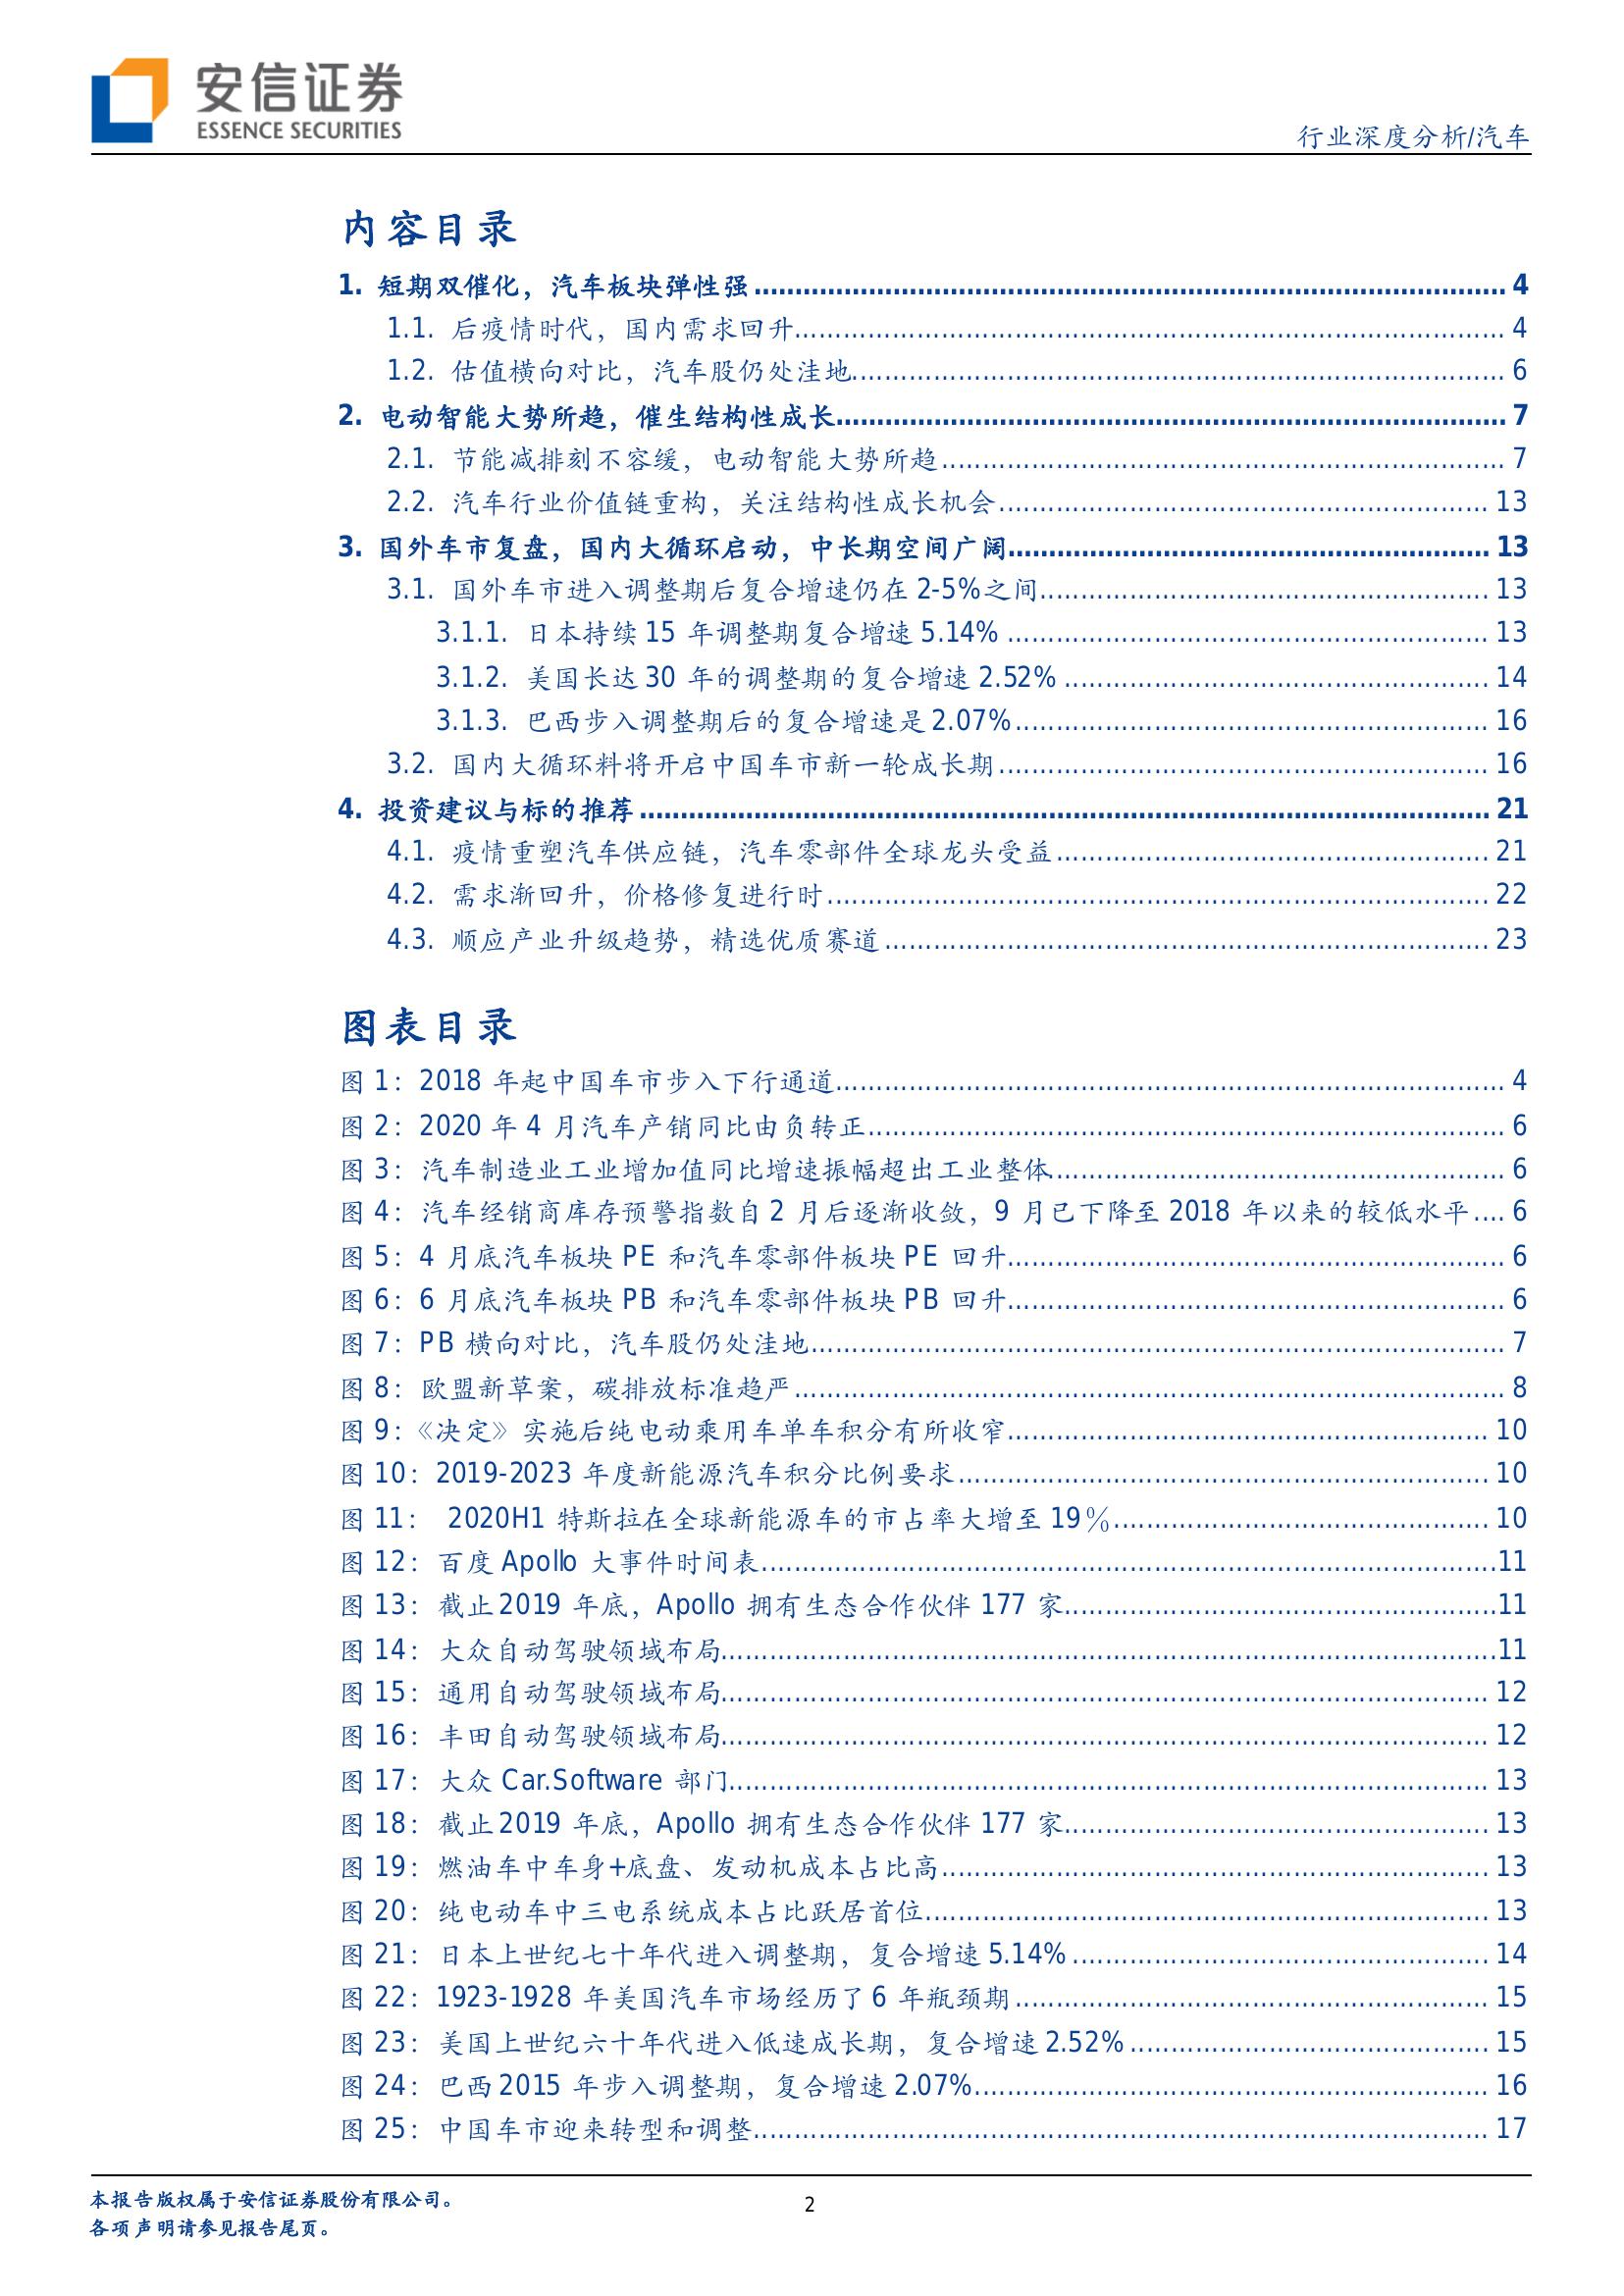 安信证券
ESSENCE SECURITIES
行业深度分析/汽车
内容目录
1. 短期双催化，汽车板块弹性强 4
1.1. 后疫情时代，国内需求回升 4
1.2. 估值横向对比，汽车股仍处洼地 6
2. 电动智能大势所趋，催生结构性成长 7
2.1. 节能减排刻不容缓，电动智能大势所趋 7
2.2. 汽车行业价值链重构，关注结构性成长机会 13
3. 国外车市复盘，国内大循环启动，中长期空间广阔 13
3.1. 国外车市进入调整期后复合增速仍在 2-5%之间 13
3.1.1. 日本持续 15 年调整期复合增速 5.14% 13
3.1.2. 美国长达 30 年的调整期的复合增速 2.52% 14
3.1.3. 巴西步入调整期后的复合增速是 2.07% 16
3.2. 国内大循环料将开启中国车市新一轮成长期 16
4. 投资建议与标的推荐 21
4.1. 疫情重塑汽车供应链，汽车零部件全球龙头受益 21
4.2. 需求渐回升，价格修复进行时 22
4.3. 顺应产业升级趋势，精选优质赛道 23
图表目录
图 1：2018 年起中国车市步入下行通道 4
图 2：2020 年 4 月汽车产销同比由负转正 6
图 3：汽车制造业工业增加值同比增速振幅超出工业整体 6
图 4：汽车经销商库存预警指数自 2 月后逐渐收敛，9 月已下降至 2018 年以来的较低水平 6
图 5：4 月底汽车板块 PE 和汽车零部件板块 PE 回升 6
图 6：6 月底汽车板块 PB 和汽车零部件板块 PB 回升 6
图 7：PB 横向对比，汽车股仍处洼地 7
图 8：欧盟新草案，碳排放标准趋严 8
图 9：《决定》实施后纯电动乘用车单车积分有所收窄 10
图 10：2019-2023 年度新能源汽车积分比例要求 10
图 11： 2020H1 特斯拉在全球新能源车的市占率大增至 19% 10
图 12：百度 Apollo 大事件时间表 11
图 13：截止 2019 年底，Apollo 拥有生态合作伙伴 177 家 11
图 14：大众自动驾驶领域布局 11
图 15：通用自动驾驶领域布局 12
图 16：丰田自动驾驶领域布局 12
图 17：大众 Car.Software 部门 13
图 18：截止 2019 年底，Apollo 拥有生态合作伙伴 177 家 13
图 19：燃油车中车身+底盘、发动机成本占比高 13
图 20：纯电动车中三电系统成本占比跃居首位 13
图 21：日本上世纪七十年代进入调整期，复合增速 5.14% 14
图 22：1923-1928 年美国汽车市场经历了 6 年瓶颈期 15
图 23：美国上世纪六十年代进入低速成长期，复合增速 2.52% 15
图 24：巴西 2015 年步入调整期，复合增速 2.07% 16
图 25：中国车市迎来转型和调整 17
本报告版权属于安信证券股份有限公司。
2
各项声明请参见报告尾页。